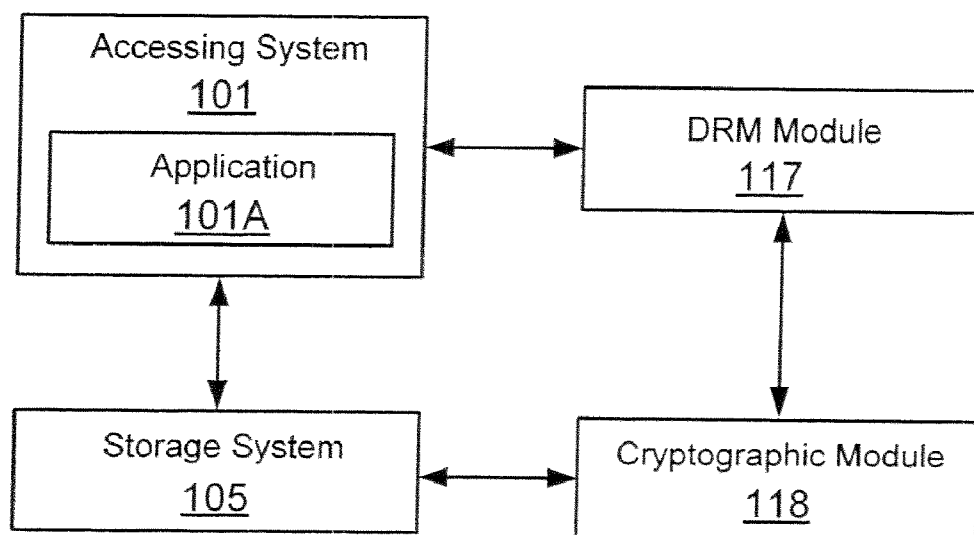 Accessing System
101
Application
101A
DRM Module
117
Storage System
105
Cryptographic Module
118